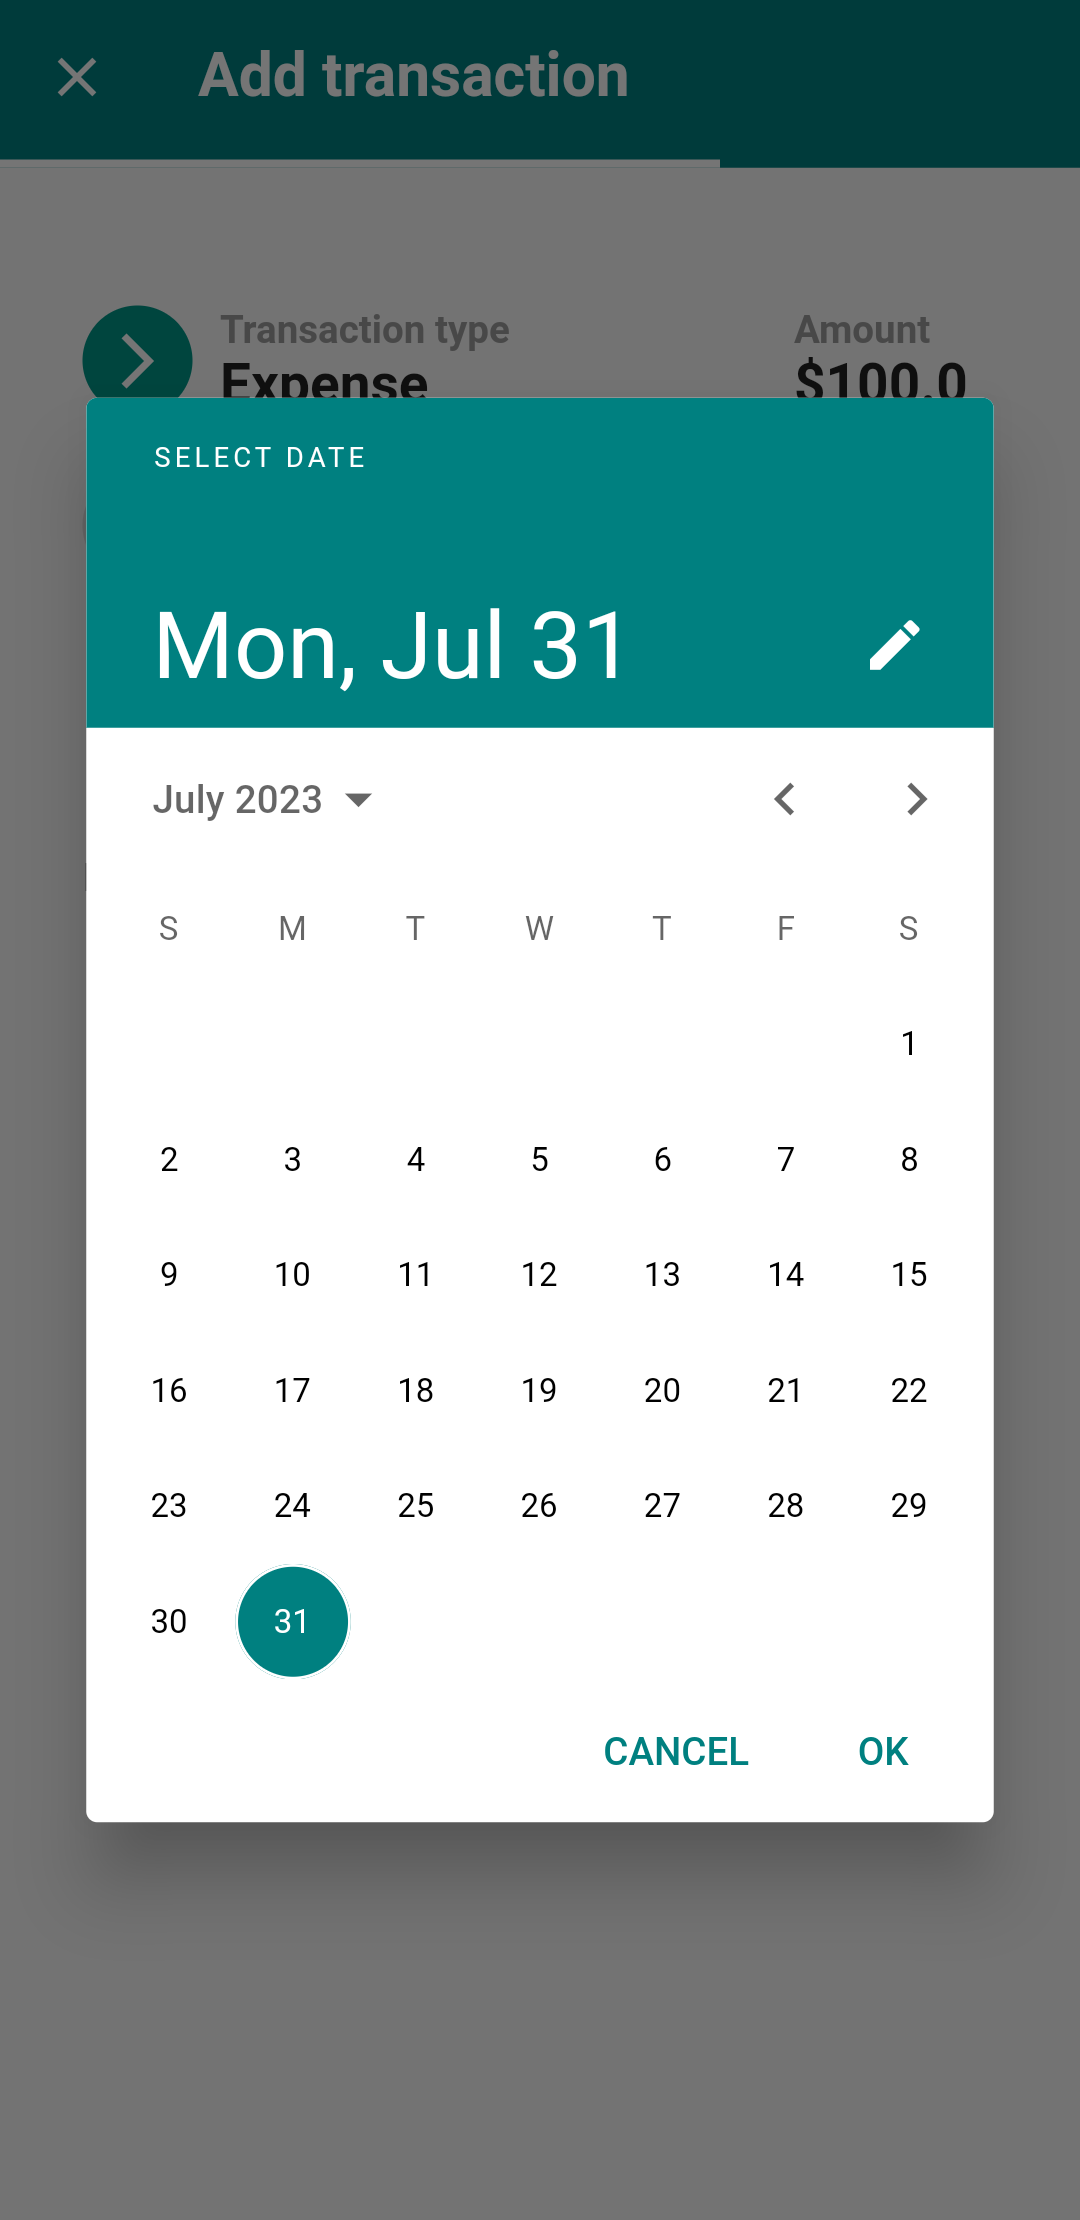 Add transaction
Transaction type
Amount
Expense
$100.0
SELECT DATE
Mon, Jul 31
July 2023
S M T W T F S
1
2 3 4 5 6 7 8
9 10 11 12 13 14 15
16 17 18 19 20 21 22
23 24 25 26 27 28 29
30 31
CANCEL OK